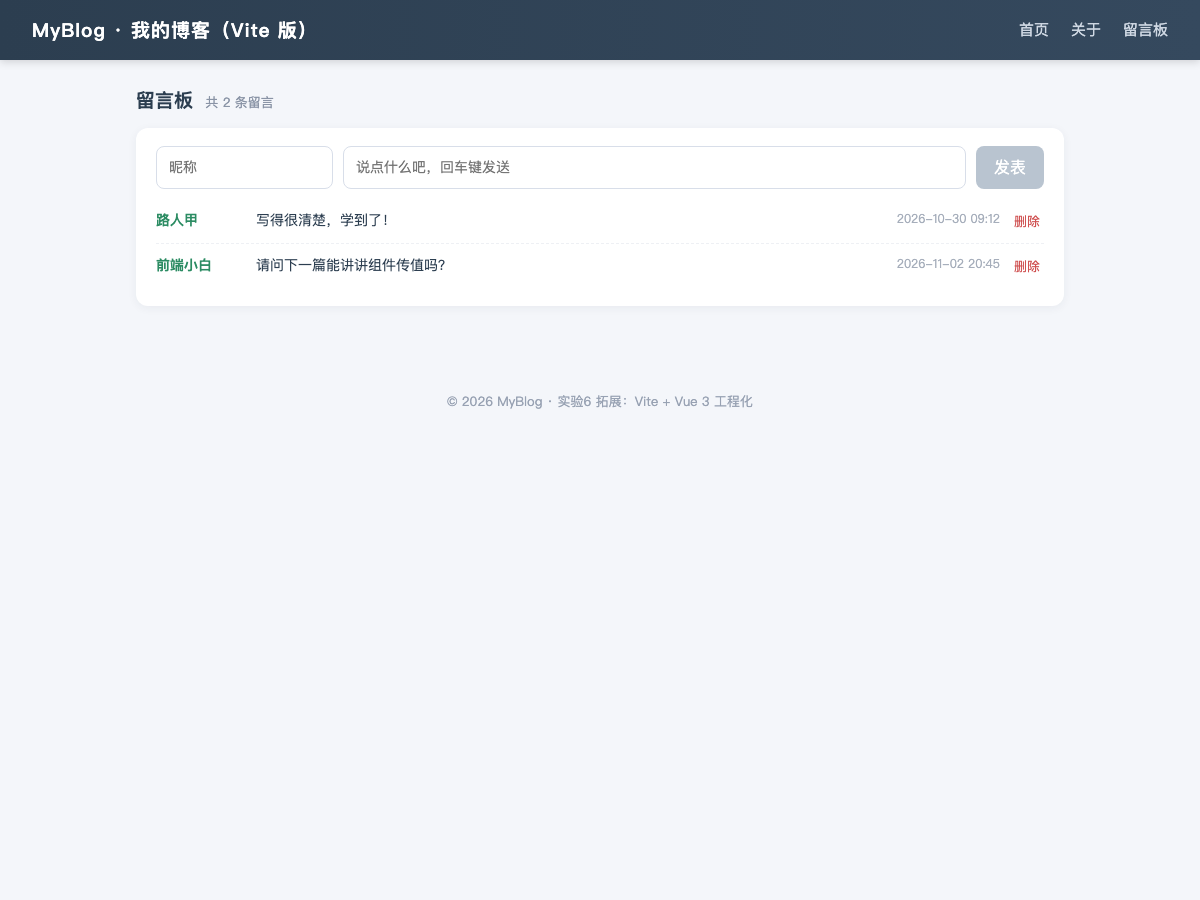 MyBlog · 我的博客（Vite 版） 首页 关于 留言板
留言板 共 2 条留言
昵称 说点什么吧，回车键发送 发表
路人甲 写得很清楚，学到了！ 2026-10-30 09:12 删除
前端小白 请问下一篇能讲讲组件传值吗？ 2026-11-02 20:45 删除
© 2026 MyBlog · 实验6 拓展：Vite + Vue 3 工程化